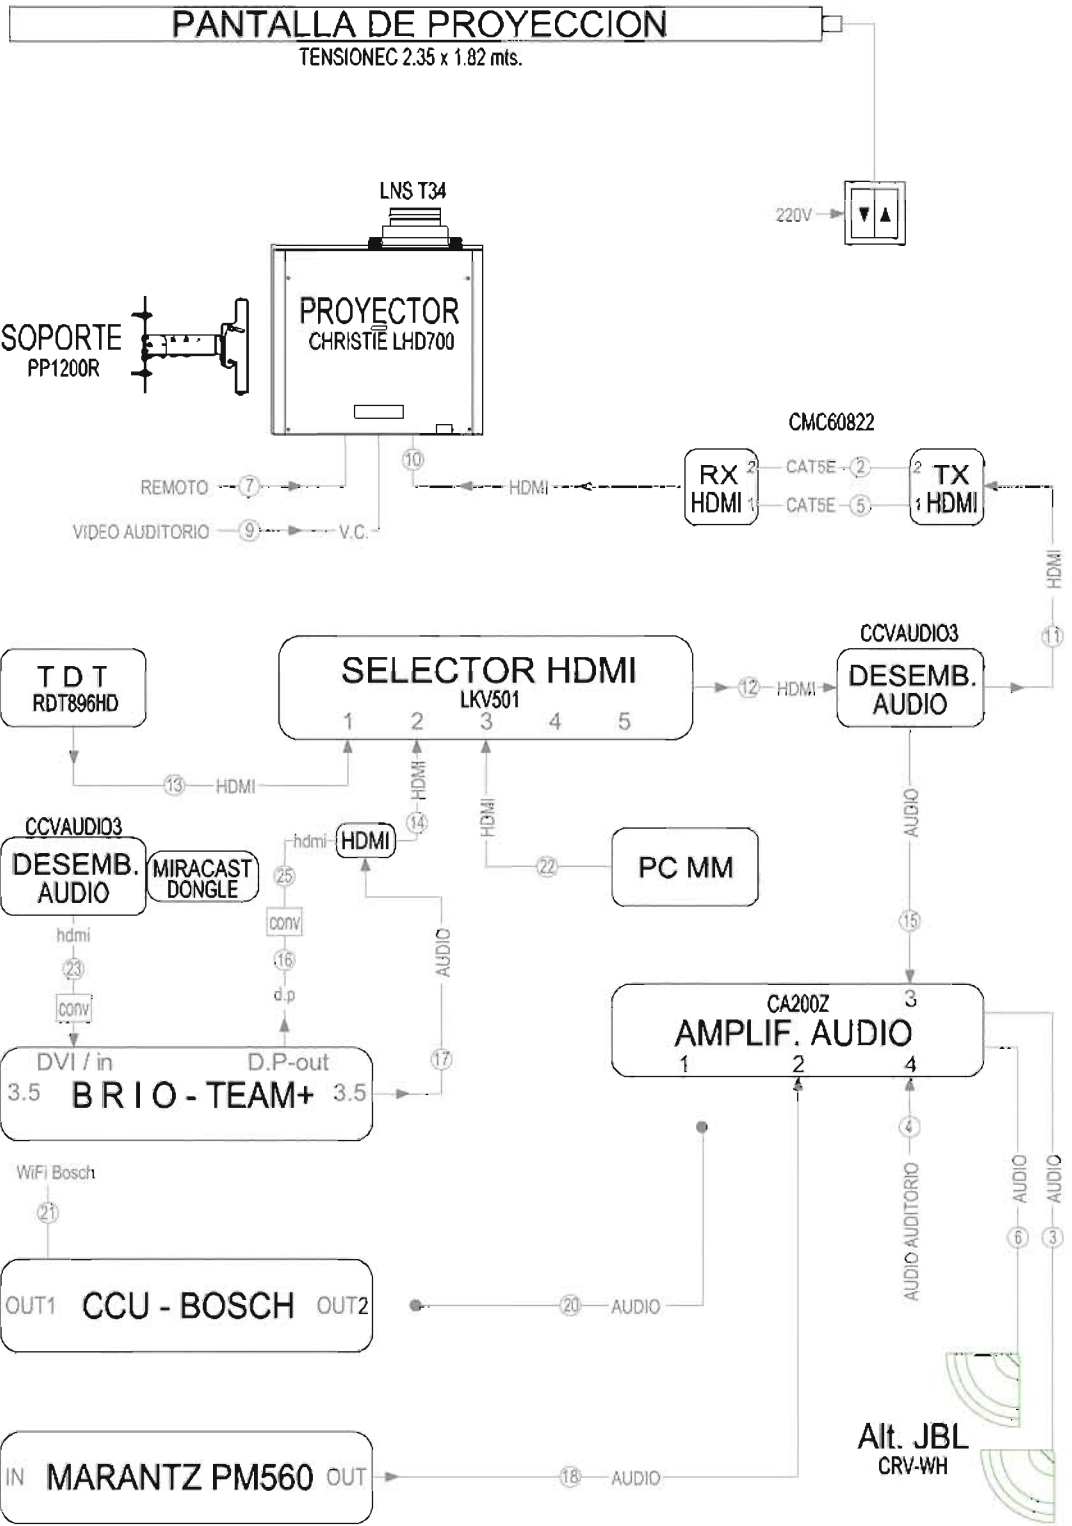 PANTALLA DE PROYECCION
TENSIONEC 2.35 x 1.82 mts.
LNS T34
220V
PROYECTOR
CHRISTIE LHD700
SOPORTE
PP1200R
CMC60822
10
RX
HDMI
2
1
CAT5E
2
CAT5E
5
2
1
TX
HDMI
REMOTO
7
HDMI
VIDEO AUDITORIO
9
V.C.
HDMI
11
TDT
RDT896HD
SELECTOR HDMI
LKV501
1 2 3 4 5
12
HDMI
CCVAUDIO3
DESEMB.
AUDIO
13
HDMI
HDMI
14
HDMI
AUDIO
CCVAUDIO3
DESEMB.
AUDIO
MIRACAST
DONGLE
hdmi
HDMI
25
22
PC MM
conv
hdmi
23
16
AUDIO
15
conv
d.p
CA200Z
3
AMPLIF. AUDIO
1 2 4
DVI / in
D.P-out
17
3.5 BRIO - TEAM+ 3.5
4
WiFi Bosch
21
AUDIO AUDITORIO
AUDIO
AUDIO
6
3
OUT1 CCU - BOSCH OUT2
20
AUDIO
Alt. JBL
CRV-WH
IN MARANTZ PM560 OUT
18
AUDIO